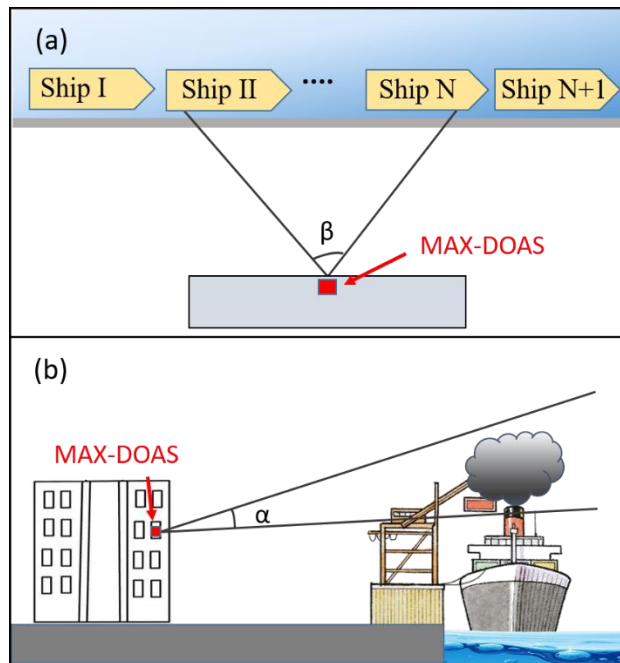 (a)
Ship I
Ship II
....
Ship N
Ship N+1
β
MAX-DOAS
(b)
MAX-DOAS
α